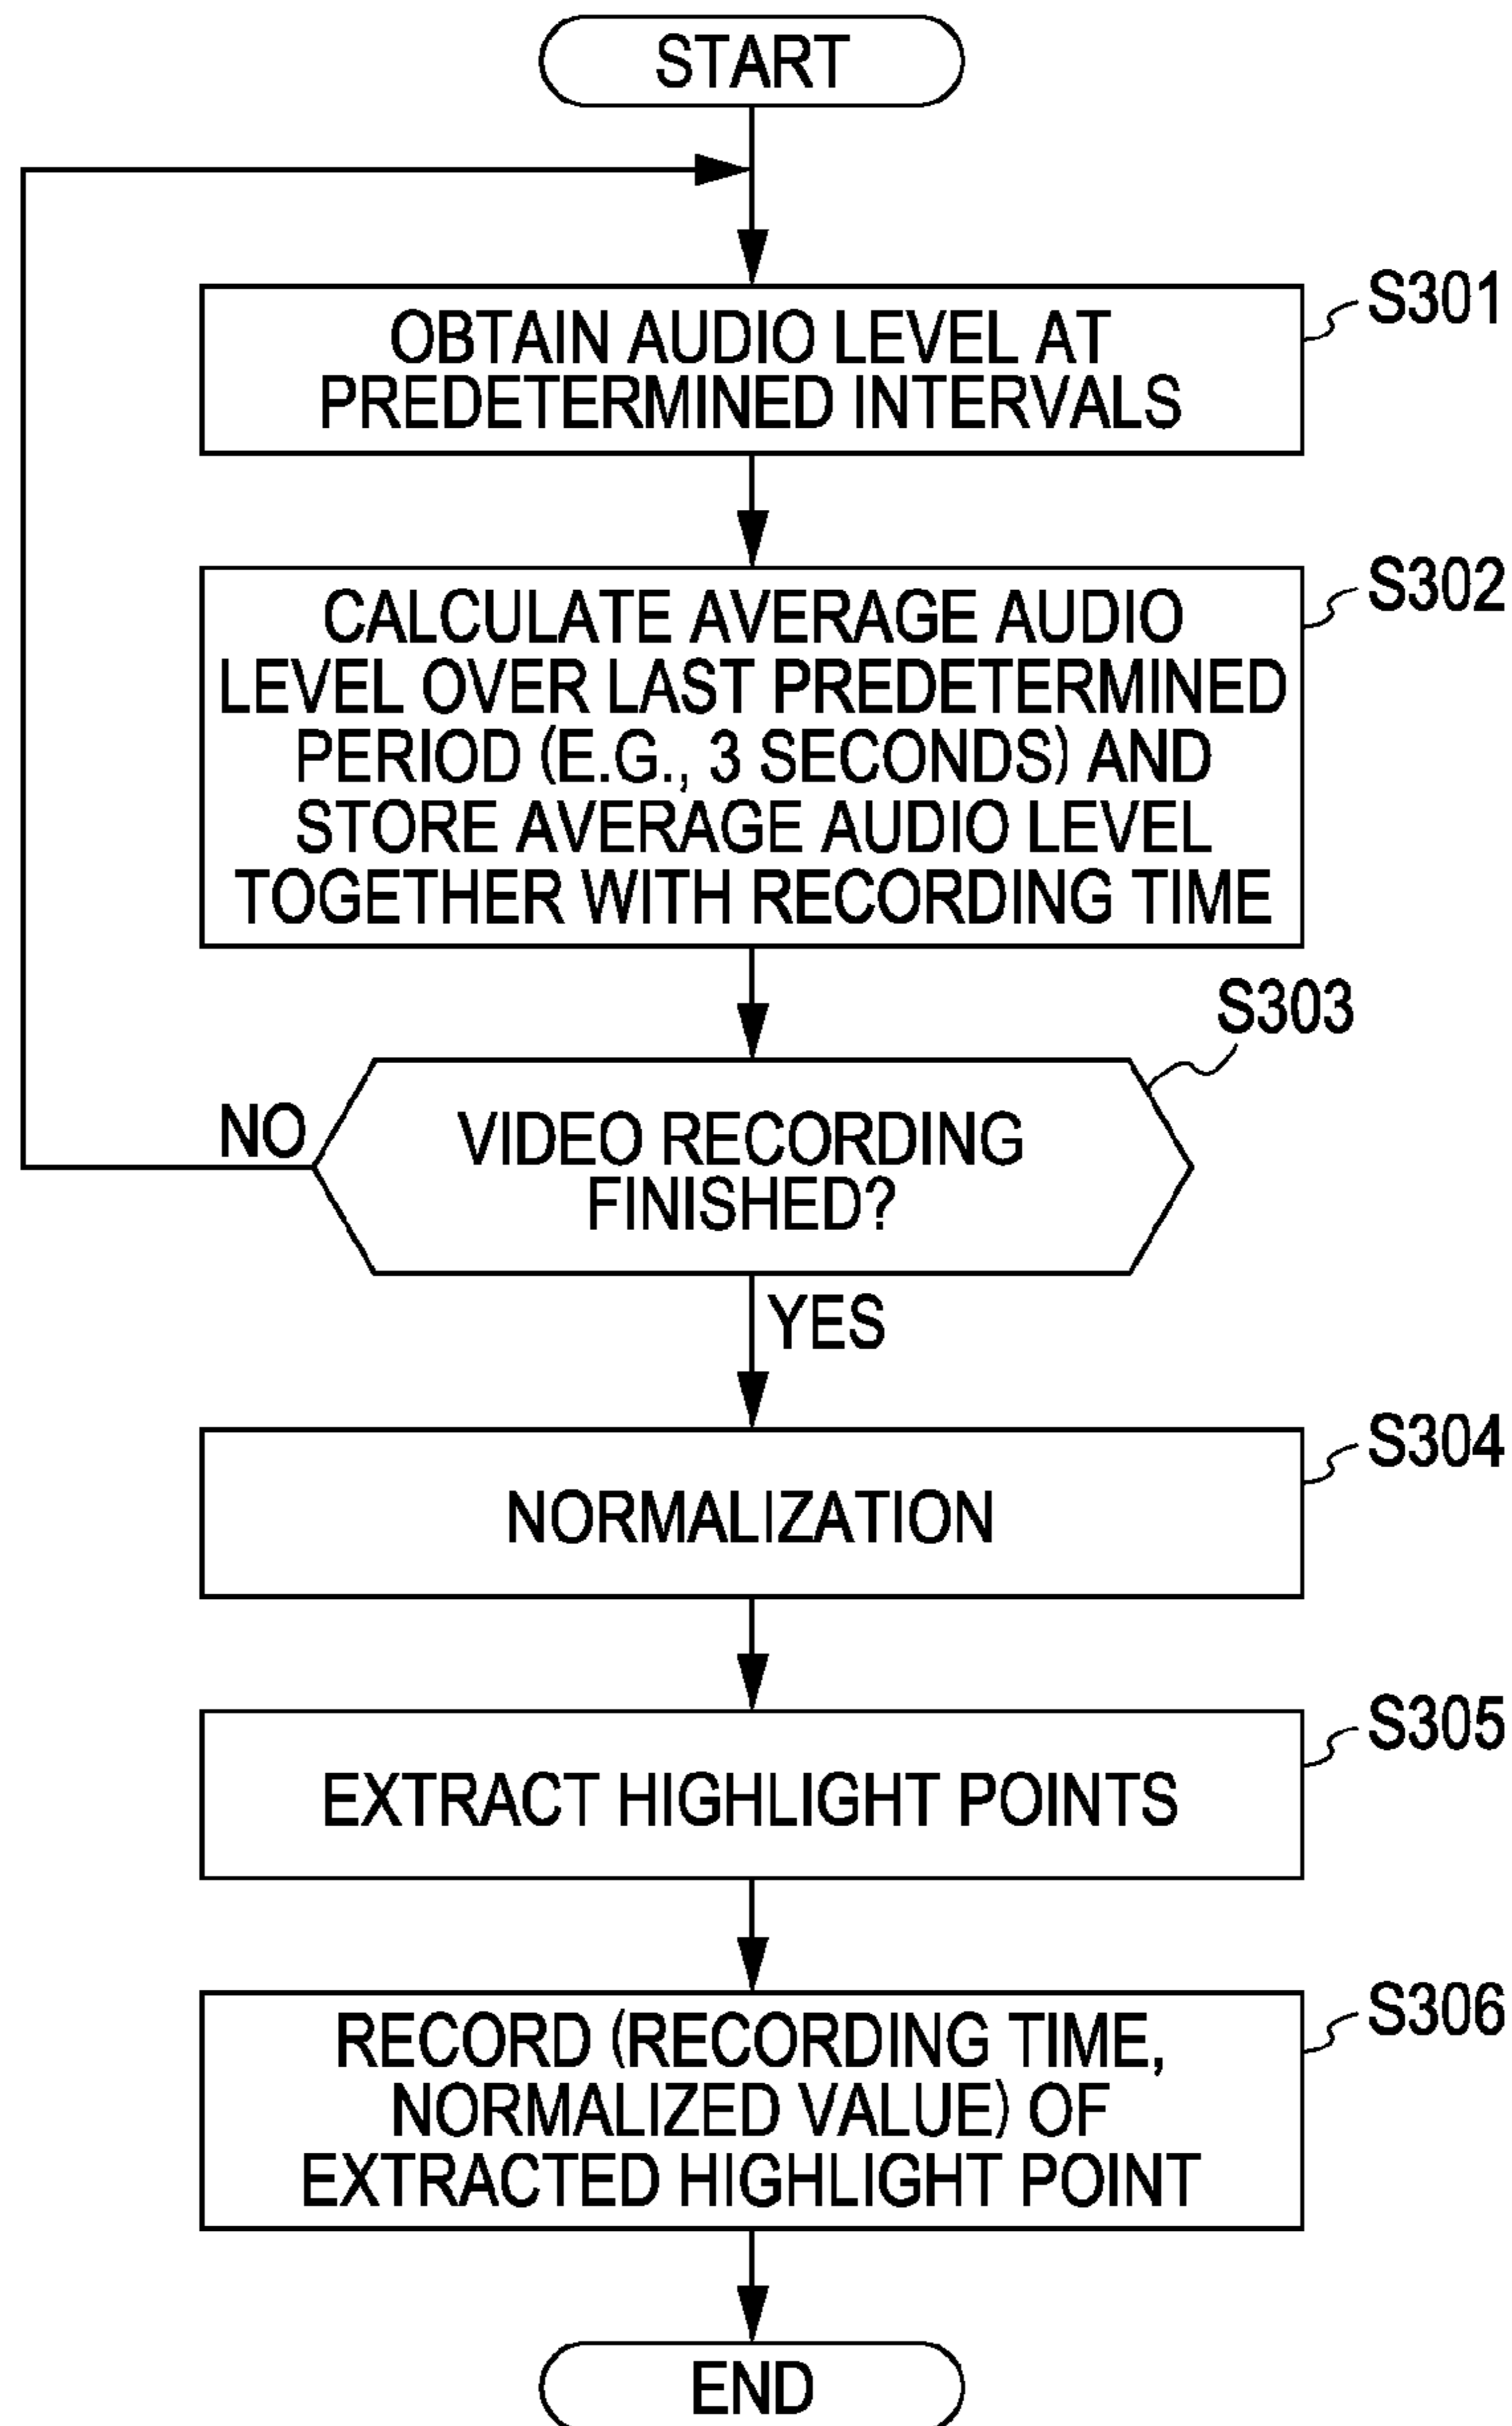 START
OBTAIN AUDIO LEVEL AT
PREDETERMINED INTERVALS
S301
CALCULATE AVERAGE AUDIO
LEVEL OVER LAST PREDETERMINED
PERIOD (E.G., 3 SECONDS) AND
STORE AVERAGE AUDIO LEVEL
TOGETHER WITH RECORDING TIME
S302
S303
VIDEO RECORDING
FINISHED?
NO
YES
NORMALIZATION
S304
EXTRACT HIGHLIGHT POINTS
S305
RECORD (RECORDING TIME,
NORMALIZED VALUE) OF
EXTRACTED HIGHLIGHT POINT
S306
END